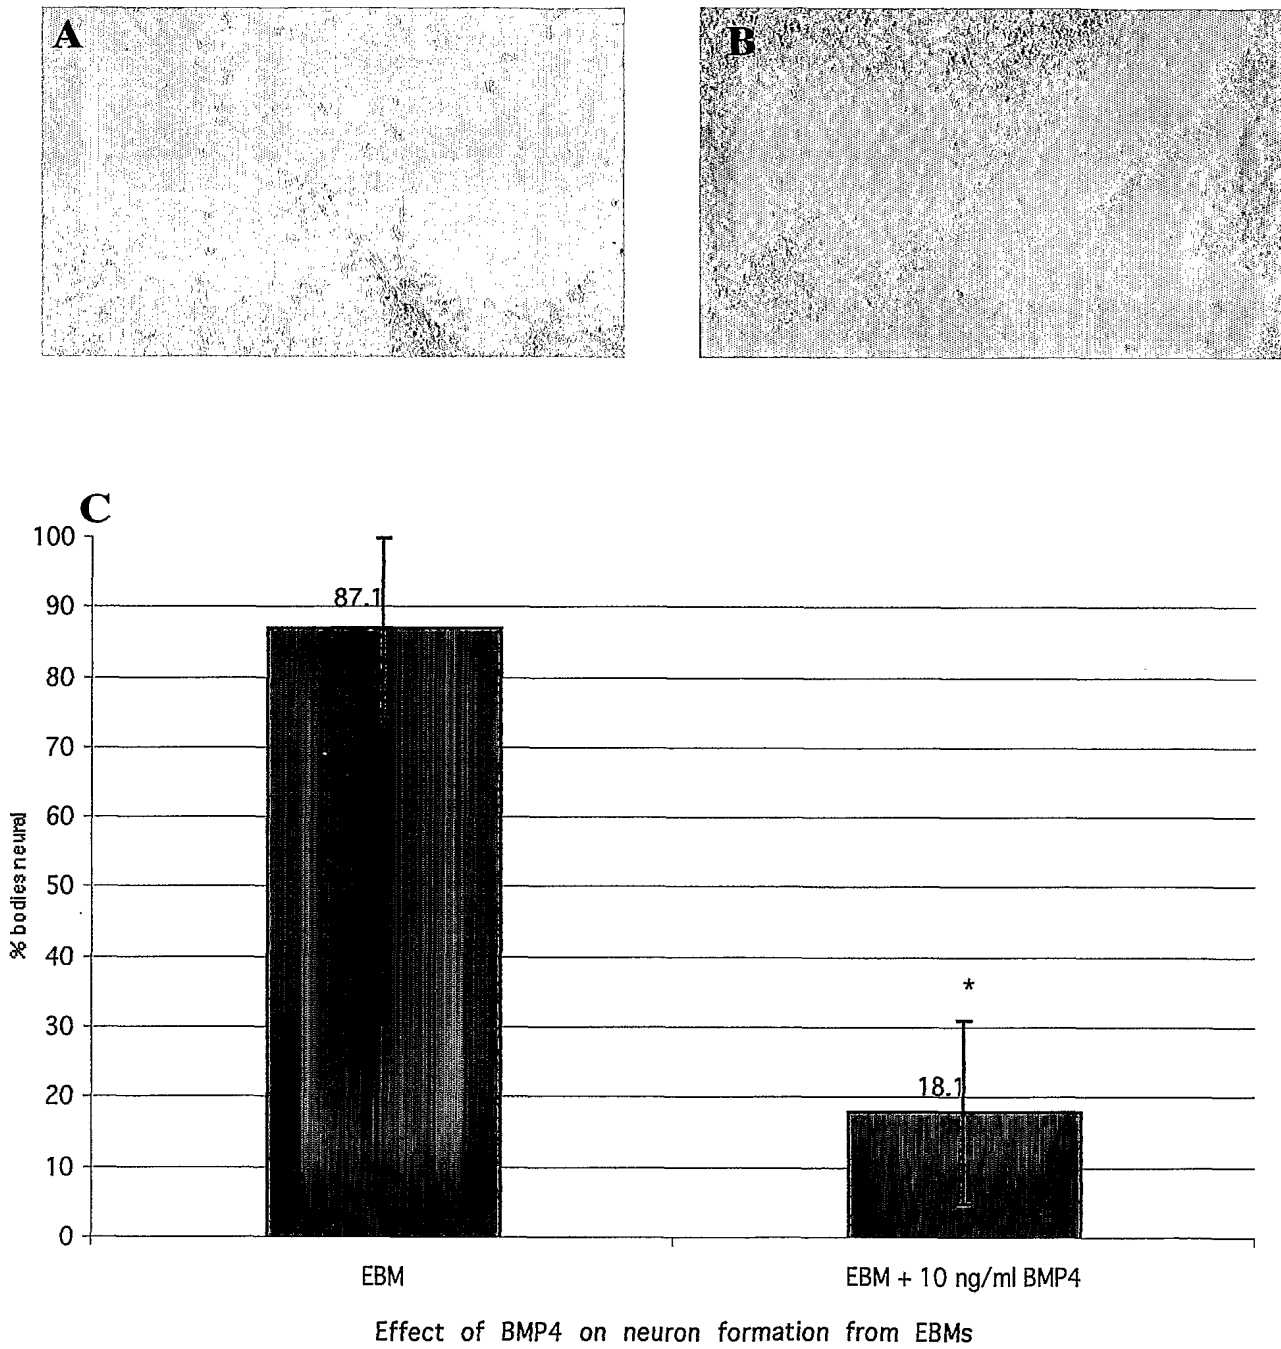 A
B
C
100
90
80
70
60
50
40
30
20
10
0
% bodies neural
87.1
*
18.1
EBM
EBM + 10 ng/ml BMP4
Effect of BMP4 on neuron formation from EBMs